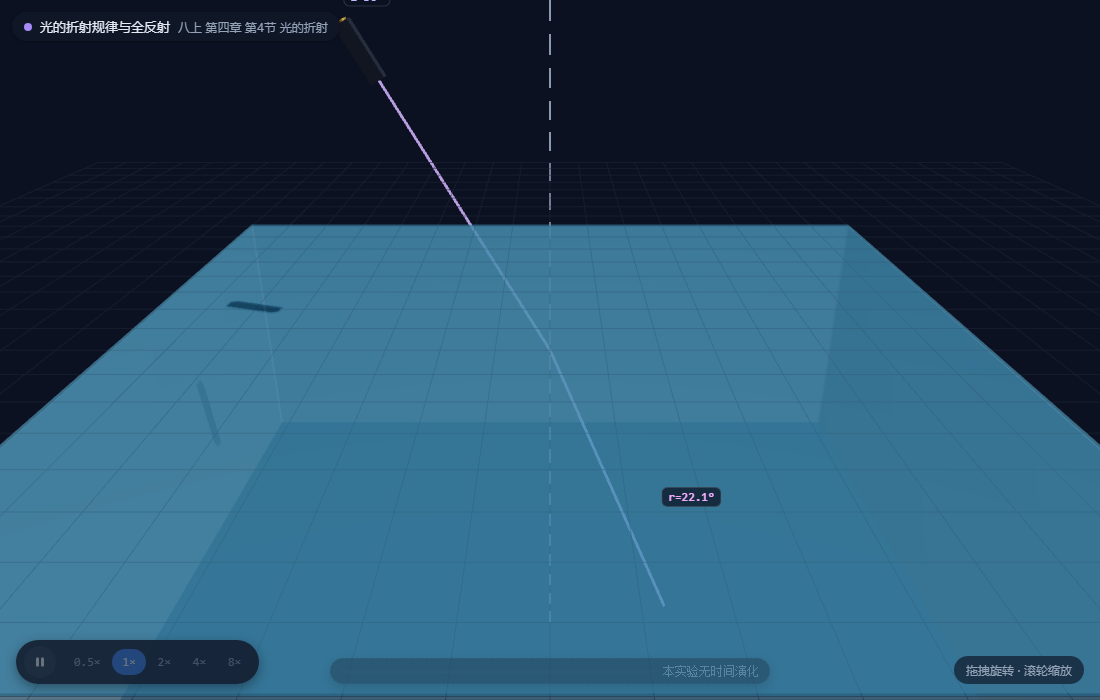 光的折射规律与全反射 八上 第四章 第4节 光的折射
r=22.1°
0.5× 1× 2× 4× 8×
本实验无时间演化
拖拽旋转 · 滚轮缩放